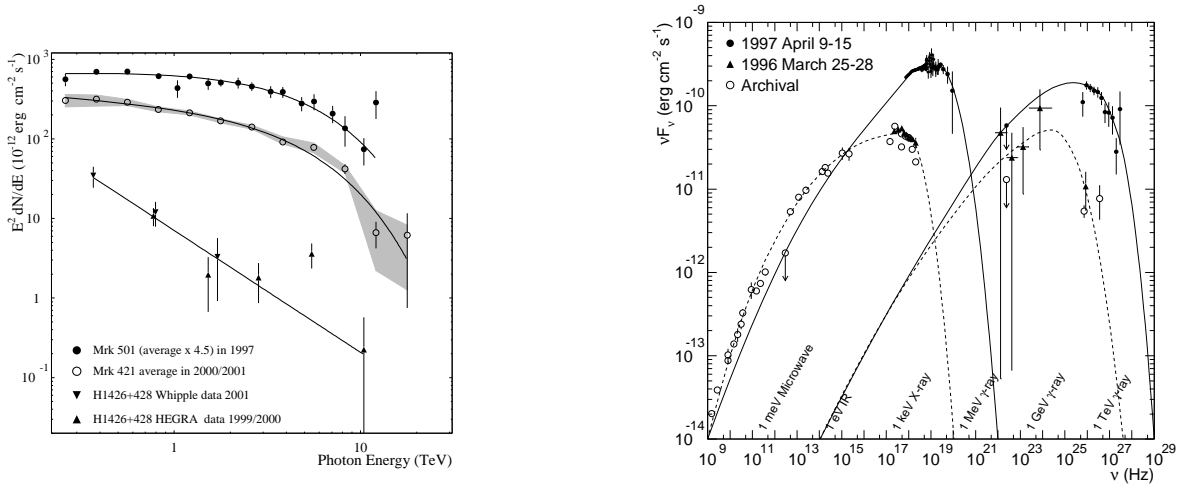 E² dN/dE (10⁻¹² erg cm⁻² s⁻¹)
10³
10²
10
1
10⁻¹
Mrk 501 (average x 4.5) in 1997
Mrk 421 average in 2000/2001
H1426+428 Whipple data 2001
H1426+428 HEGRA data 1999/2000
1
10
Photon Energy (TeV)
νFν (erg cm⁻² s⁻¹)
10⁻⁹
10⁻¹⁰
10⁻¹¹
10⁻¹²
10⁻¹³
10⁻¹⁴
1997 April 9-15
1996 March 25-28
Archival
1 meV Microwave
1 eV IR
1 keV X-ray
1 MeV γ-ray
1 GeV γ-ray
1 TeV γ-ray
10⁹ 10¹¹ 10¹³ 10¹⁵ 10¹⁷ 10¹⁹ 10²¹ 10²³ 10²⁵ 10²⁷ 10²⁹
ν (Hz)